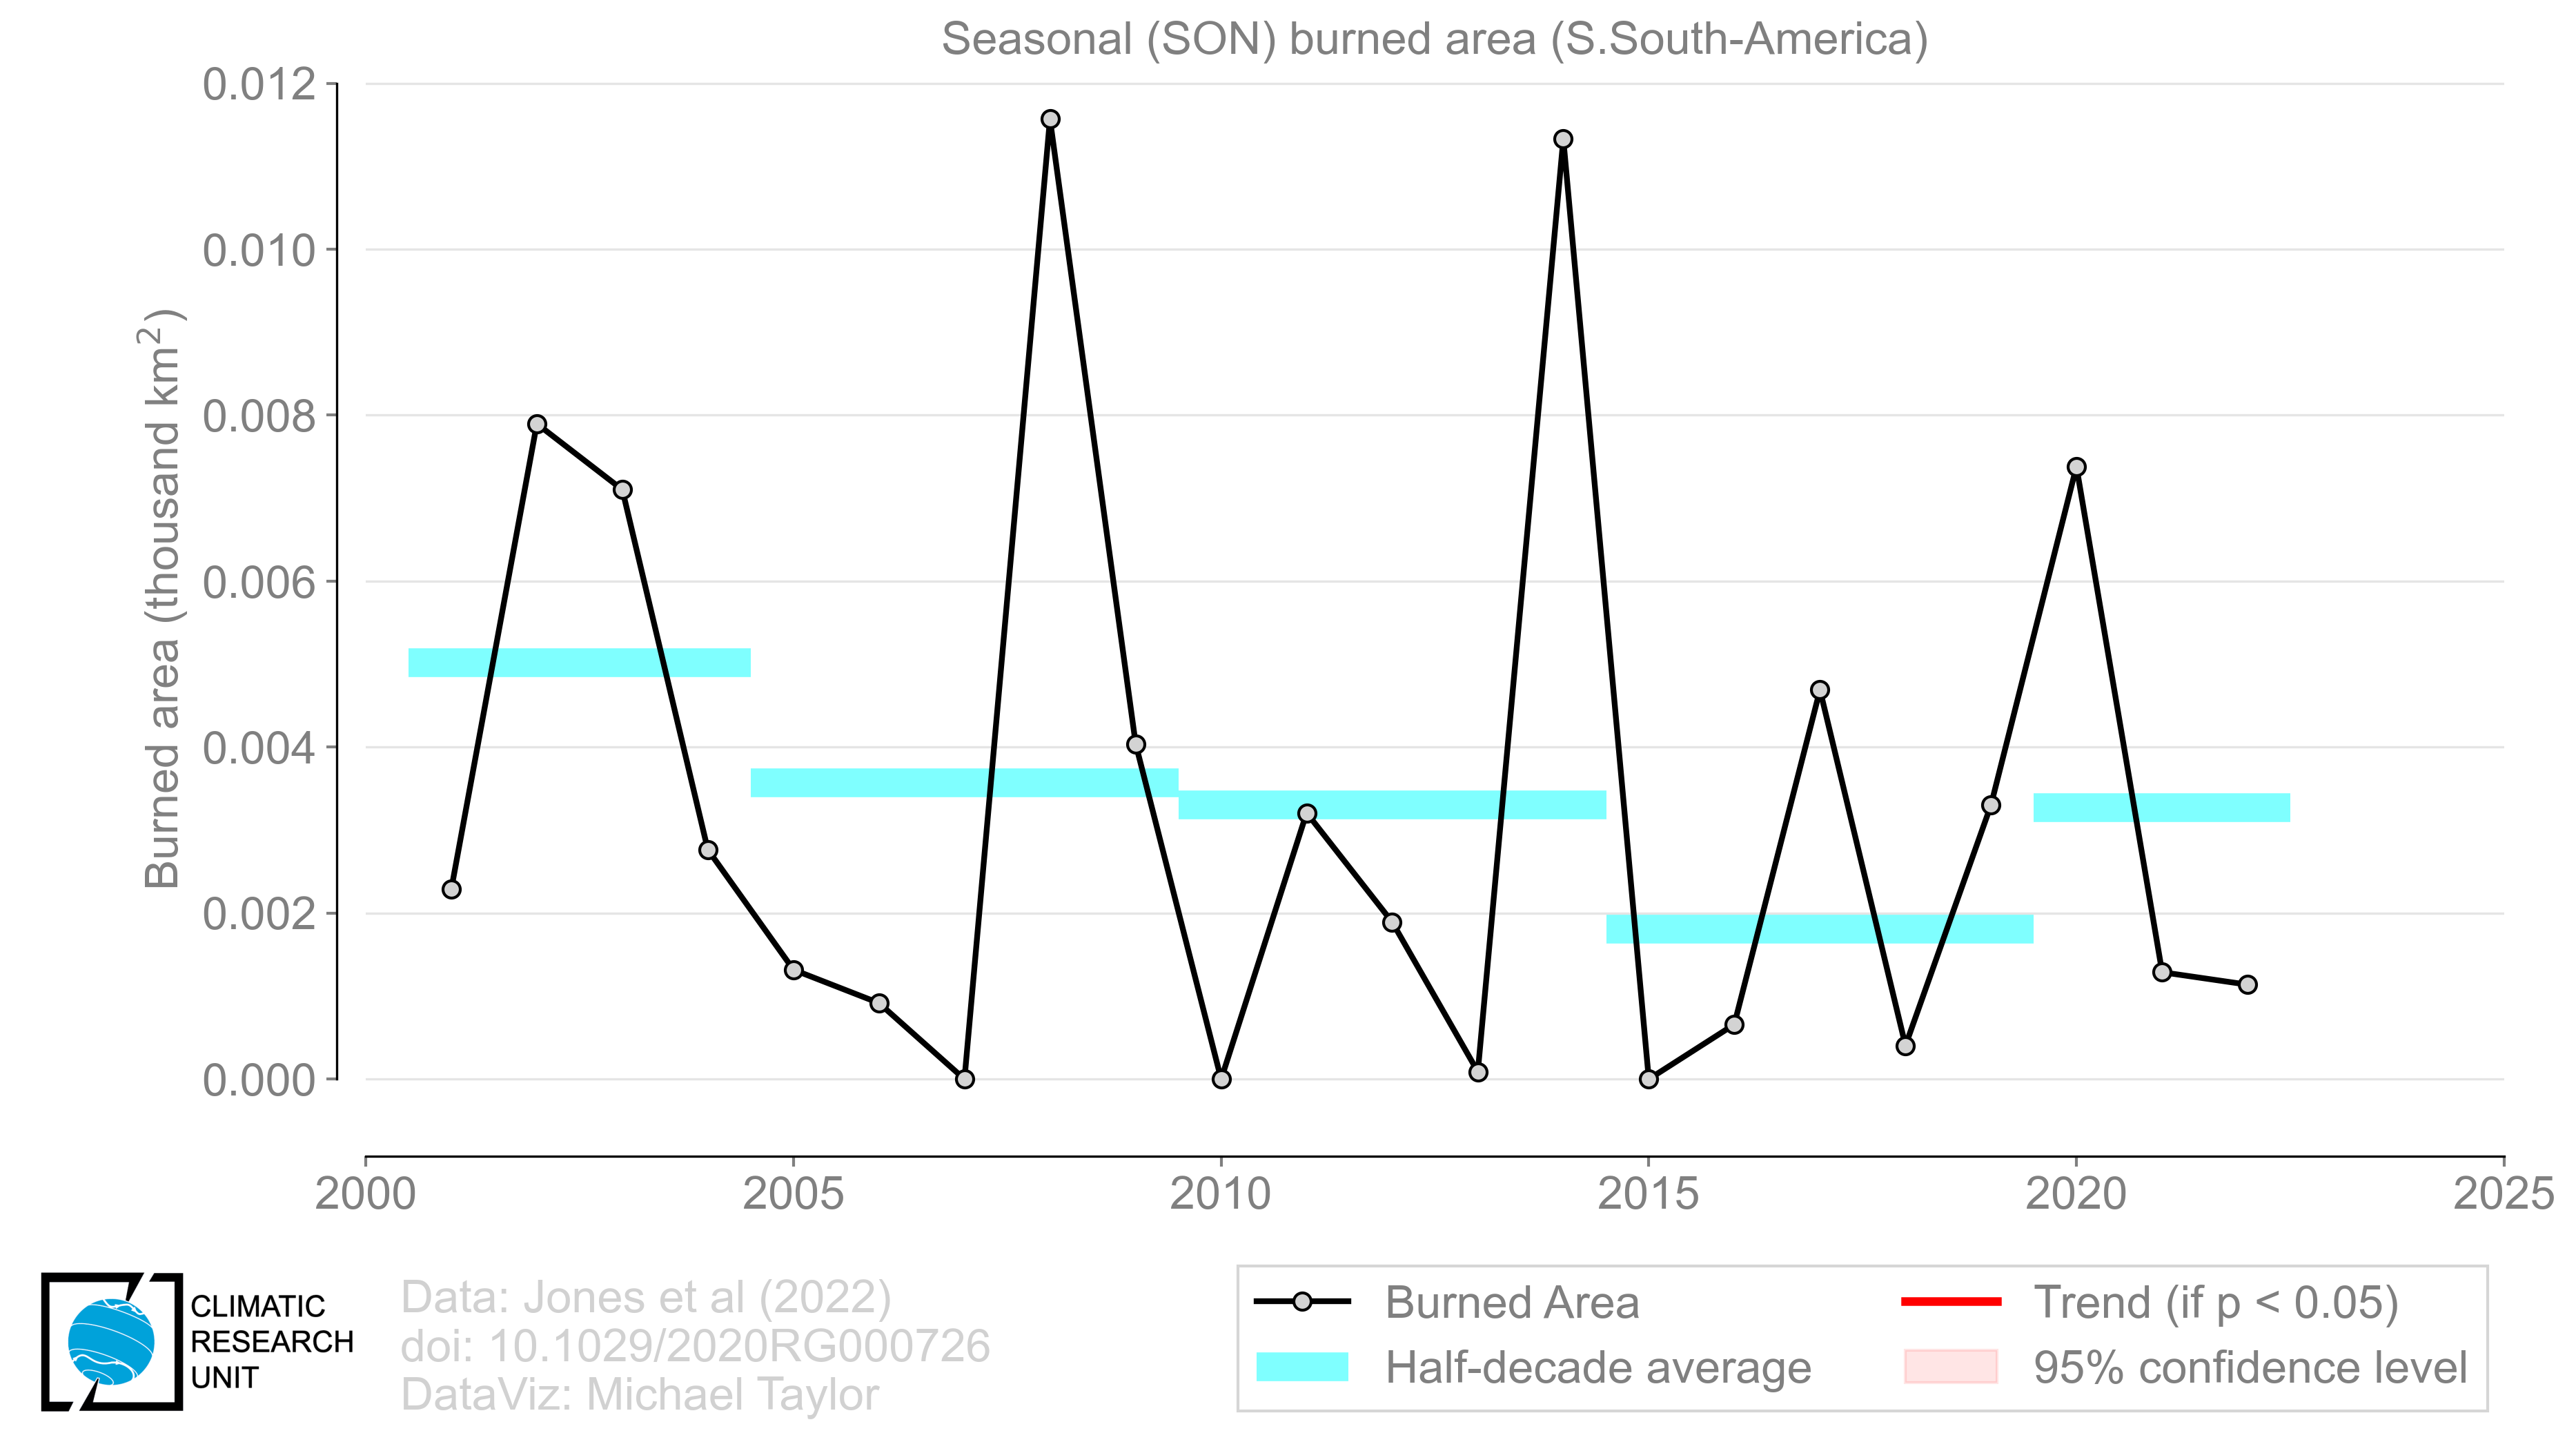 Seasonal (SON) burned area (S.South-America)
Burned area (thousand km²)
0.012
0.010
0.008
0.006
0.004
0.002
0.000
2000 2005 2010 2015 2020 2025
CLIMATIC
RESEARCH
UNIT
Data: Jones et al (2022)
doi: 10.1029/2020RG000726
DataViz: Michael Taylor
Burned Area
Half-decade average
Trend (if p < 0.05)
95% confidence level